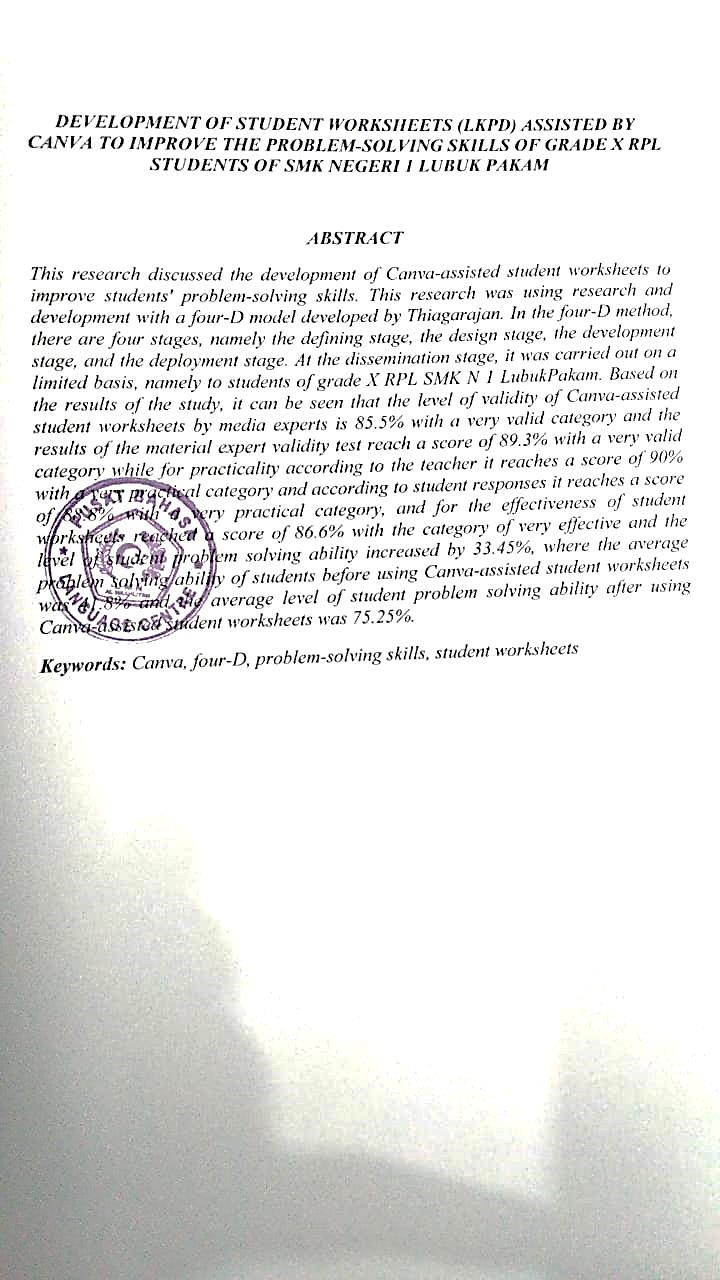 DEVELOPMENT OF STUDENT WORKSHEETS (LKPD) ASSISTED BY
CANVA TO IMPROVE THE PROBLEM-SOLVING SKILLS OF GRADE X RPL
STUDENTS OF SMK NEGERI 1 LUBUK PAKAM
ABSTRACT
This research discussed the development of Canva-assisted student worksheets to
improve students' problem-solving skills. This research was using research and
development with a four-D model developed by Thiagarajan. In the four-D method,
there are four stages, namely the defining stage, the design stage, the development
stage, and the deployment stage. At the dissemination stage, it was carried out on a
limited basis, namely to students of grade X RPL SMK N 1 LubukPakam. Based on
the results of the study, it can be seen that the level of validity of Canva-assisted
student worksheets by media experts is 85.5% with a very valid category and the
results of the material expert validity test reach a score of 89.3% with a very valid
category while for practicality according to the teacher it reaches a score of 90%
with a very practical category and according to student responses it reaches a score
of with very practical category, and for the effectiveness of student
worksheets reached a score of 86.6% with the category of very effective and the
level of student problem solving ability increased by 33.45%, where the average
problem solving ability of students before using Canva-assisted student worksheets
was and the average level of student problem solving ability after using
Canva-assisted student worksheets was 75.25%.
Keywords: Canva, four-D, problem-solving skills, student worksheets
PUSAT BAHASA
LANGUAGE CENTRE